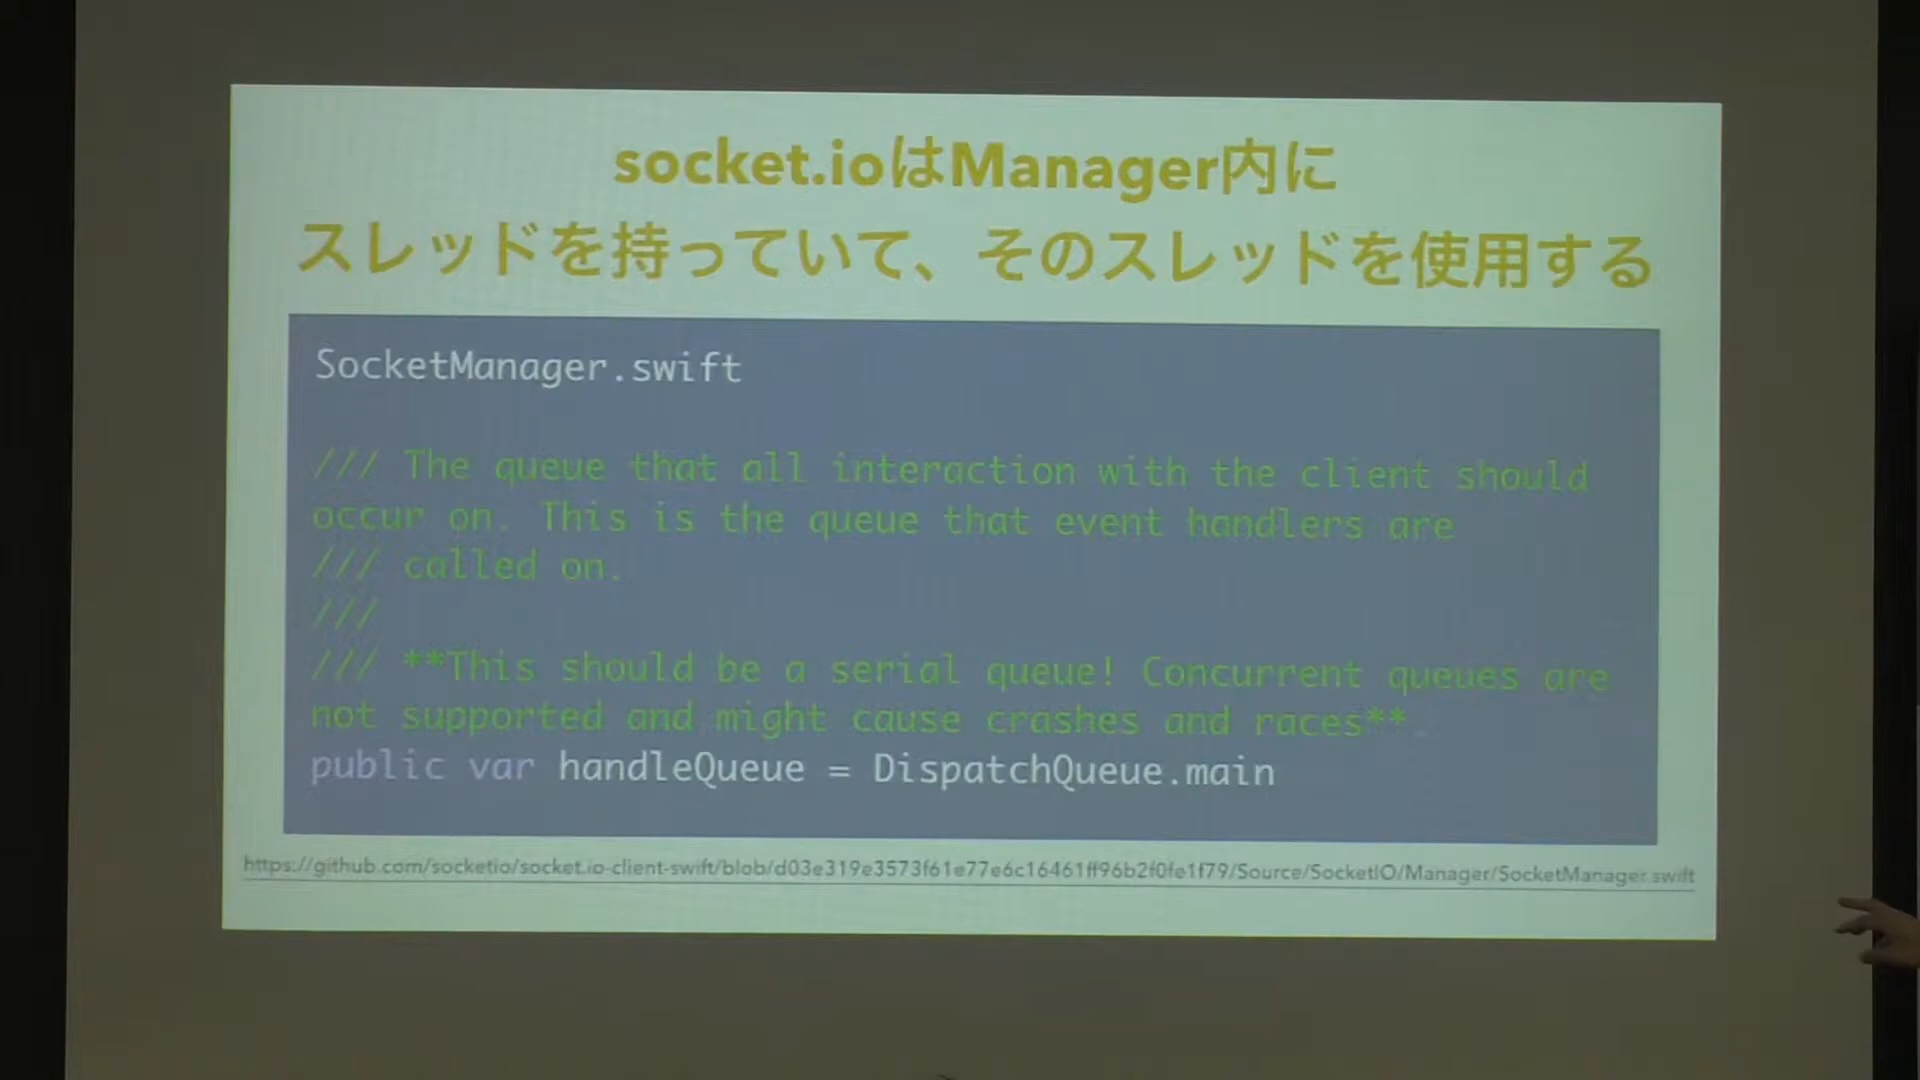 socket.ioはManager内に
スレッドを持っていて、そのスレッドを使用する
SocketManager.swift
/// The queue that all interaction with the client should
occur on. This is the queue that event handlers are
/// called on.
///
/// **This should be a serial queue! Concurrent queues are
not supported and might cause crashes and races**.
public var handleQueue = DispatchQueue.main
https://github.com/socketio/socket.io-client-swift/blob/d03e319e3573f61e77e6c16461ff96b2f0fe1f79/Source/SocketIO/Manager/SocketManager.swift